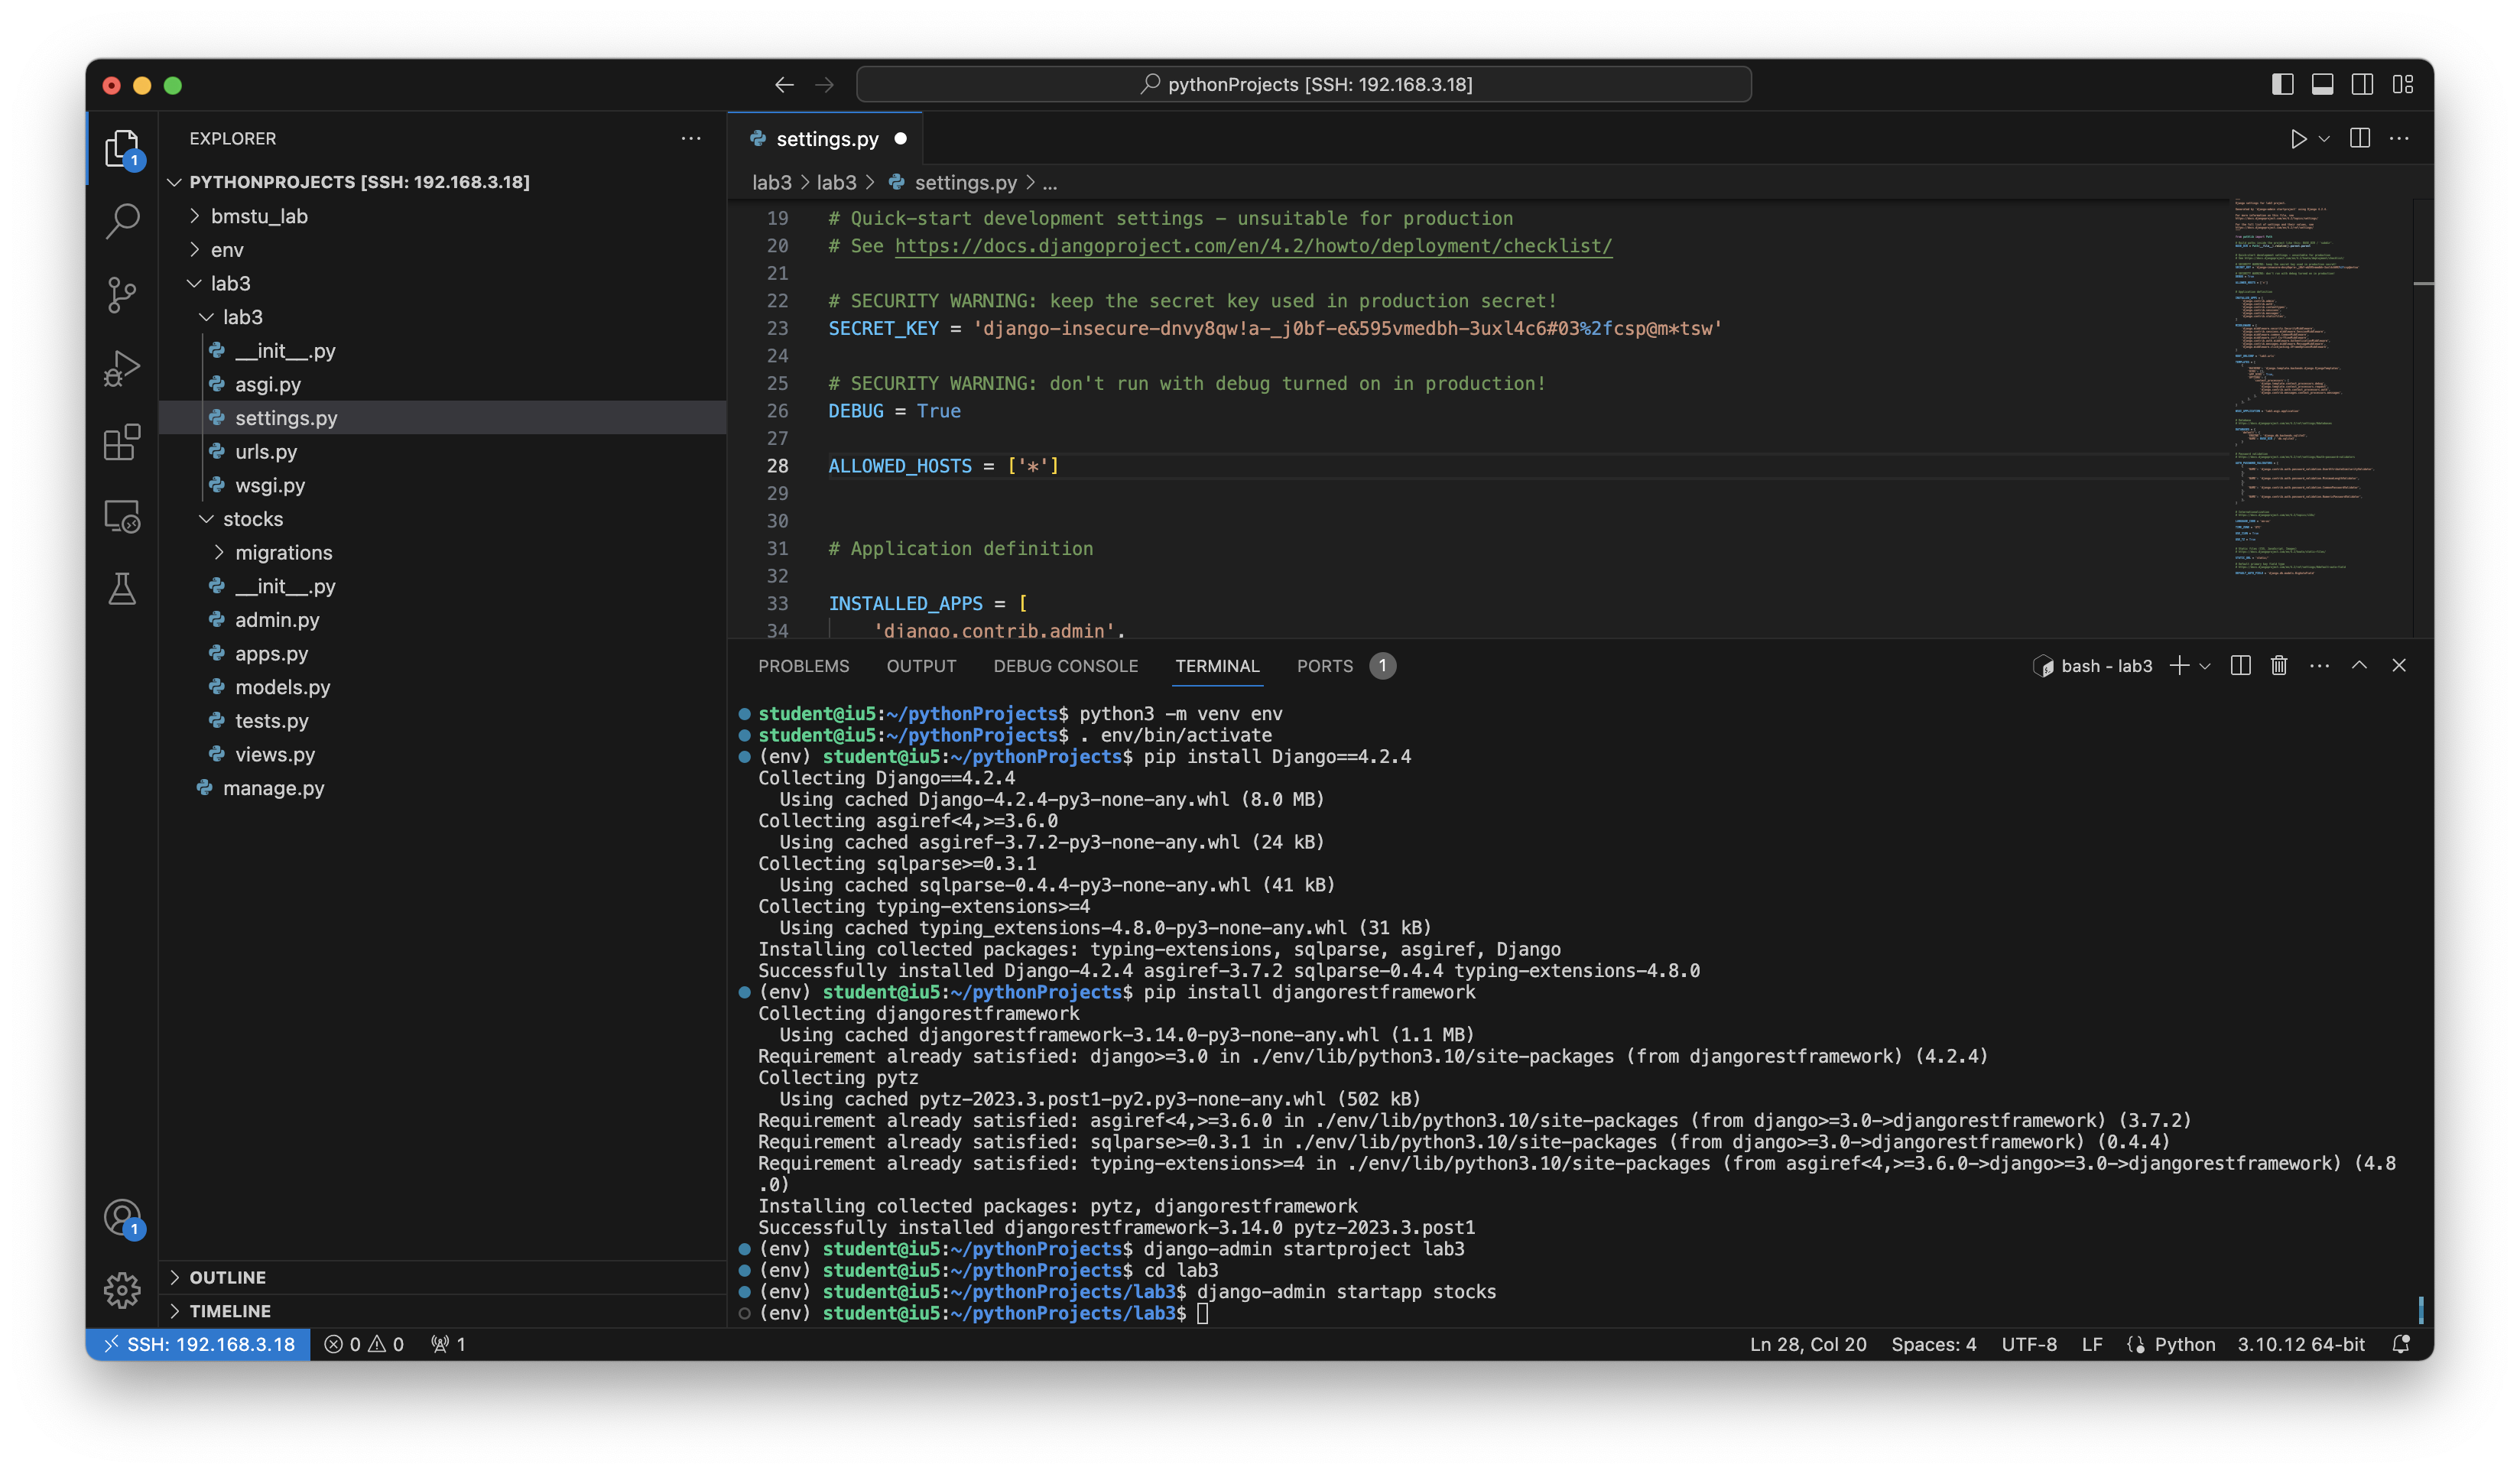 pythonProjects [SSH: 192.168.3.18]
EXPLORER
1
PYTHONPROJECTS [SSH: 192.168.3.18]
bmstu_lab
env
lab3
lab3
__init__.py
asgi.py
settings.py
urls.py
wsgi.py
stocks
migrations
__init__.py
admin.py
apps.py
models.py
tests.py
views.py
manage.py
1
OUTLINE
TIMELINE
settings.py
lab3 > lab3 > settings.py > ...
19 # Quick-start development settings - unsuitable for production
20 # See https://docs.djangoproject.com/en/4.2/howto/deployment/checklist/
21
22 # SECURITY WARNING: keep the secret key used in production secret!
23 SECRET_KEY = 'django-insecure-dnvy8qw!a-_j0bf-e&595vmedbh-3uxl4c6#03%2fcsp@m*tsw'
24
25 # SECURITY WARNING: don't run with debug turned on in production!
26 DEBUG = True
27
28 ALLOWED_HOSTS = ['*']
29
30
31 # Application definition
32
33 INSTALLED_APPS = [
34 'django.contrib.admin',
PROBLEMS OUTPUT DEBUG CONSOLE TERMINAL PORTS 1 bash - lab3
student@iu5:~/pythonProjects$ python3 -m venv env
student@iu5:~/pythonProjects$ . env/bin/activate
(env) student@iu5:~/pythonProjects$ pip install Django==4.2.4
Collecting Django==4.2.4
Using cached Django-4.2.4-py3-none-any.whl (8.0 MB)
Collecting asgiref<4,>=3.6.0
Using cached asgiref-3.7.2-py3-none-any.whl (24 kB)
Collecting sqlparse>=0.3.1
Using cached sqlparse-0.4.4-py3-none-any.whl (41 kB)
Collecting typing-extensions>=4
Using cached typing_extensions-4.8.0-py3-none-any.whl (31 kB)
Installing collected packages: typing-extensions, sqlparse, asgiref, Django
Successfully installed Django-4.2.4 asgiref-3.7.2 sqlparse-0.4.4 typing-extensions-4.8.0
(env) student@iu5:~/pythonProjects$ pip install djangorestframework
Collecting djangorestframework
Using cached djangorestframework-3.14.0-py3-none-any.whl (1.1 MB)
Requirement already satisfied: django>=3.0 in ./env/lib/python3.10/site-packages (from djangorestframework) (4.2.4)
Collecting pytz
Using cached pytz-2023.3.post1-py2.py3-none-any.whl (502 kB)
Requirement already satisfied: asgiref<4,>=3.6.0 in ./env/lib/python3.10/site-packages (from django>=3.0->djangorestframework) (3.7.2)
Requirement already satisfied: sqlparse>=0.3.1 in ./env/lib/python3.10/site-packages (from django>=3.0->djangorestframework) (0.4.4)
Requirement already satisfied: typing-extensions>=4 in ./env/lib/python3.10/site-packages (from asgiref<4,>=3.6.0->django>=3.0->djangorestframework) (4.8
.0)
Installing collected packages: pytz, djangorestframework
Successfully installed djangorestframework-3.14.0 pytz-2023.3.post1
(env) student@iu5:~/pythonProjects$ django-admin startproject lab3
(env) student@iu5:~/pythonProjects$ cd lab3
(env) student@iu5:~/pythonProjects/lab3$ django-admin startapp stocks
(env) student@iu5:~/pythonProjects/lab3$
SSH: 192.168.3.18 0 0 1 Ln 28, Col 20 Spaces: 4 UTF-8 LF Python 3.10.12 64-bit